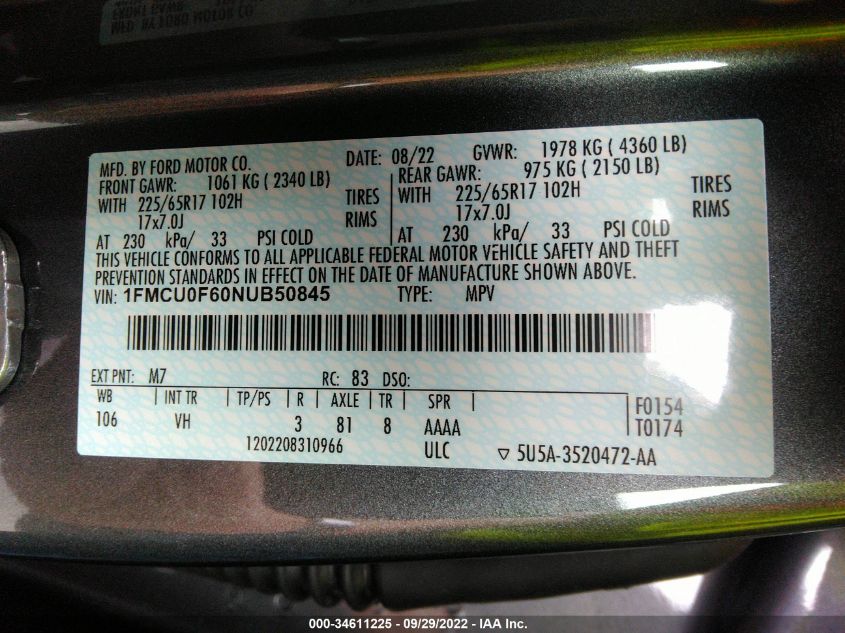 MFD. BY FORD MOTOR CO.
MFD. BY FORD MOTOR CO. DATE: 08/22 GVWR: 1978 KG ( 4360 LB)
FRONT GAWR: 1061 KG ( 2340 LB) REAR GAWR: 975 KG ( 2150 LB)
WITH 225/65R17 102H TIRES WITH 225/65R17 102H TIRES
17x7.0J RIMS 17x7.0J RIMS
AT 230 kPa/ 33 PSI COLD AT 230 kPa/ 33 PSI COLD
THIS VEHICLE CONFORMS TO ALL APPLICABLE FEDERAL MOTOR VEHICLE SAFETY AND THEFT
PREVENTION STANDARDS IN EFFECT ON THE DATE OF MANUFACTURE SHOWN ABOVE.
VIN: 1FMCU0F60NUB50845 TYPE: MPV
EXT PNT: M7 RC: 83 DSO:
WB INT TR TP/PS R AXLE TR SPR F0154
106 VH 3 81 8 AAAA T0174
1202208310966 ULC ▽ 5U5A-3520472-AA
000-34611225 - 09/29/2022 - IAA Inc.